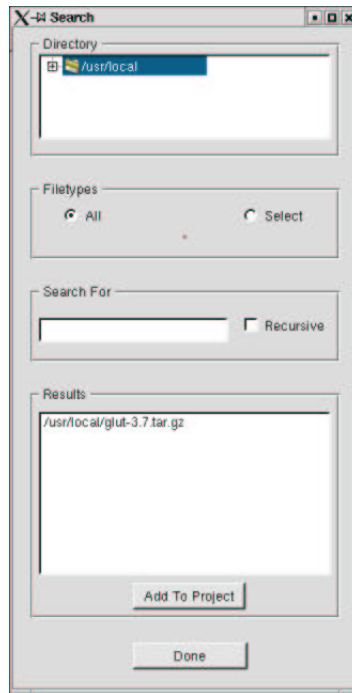 Search
Directory
/usr/local
Filetypes
All
Select
Search For
Recursive
Results
/usr/local/glut-3.7.tar.gz
Add To Project
Done